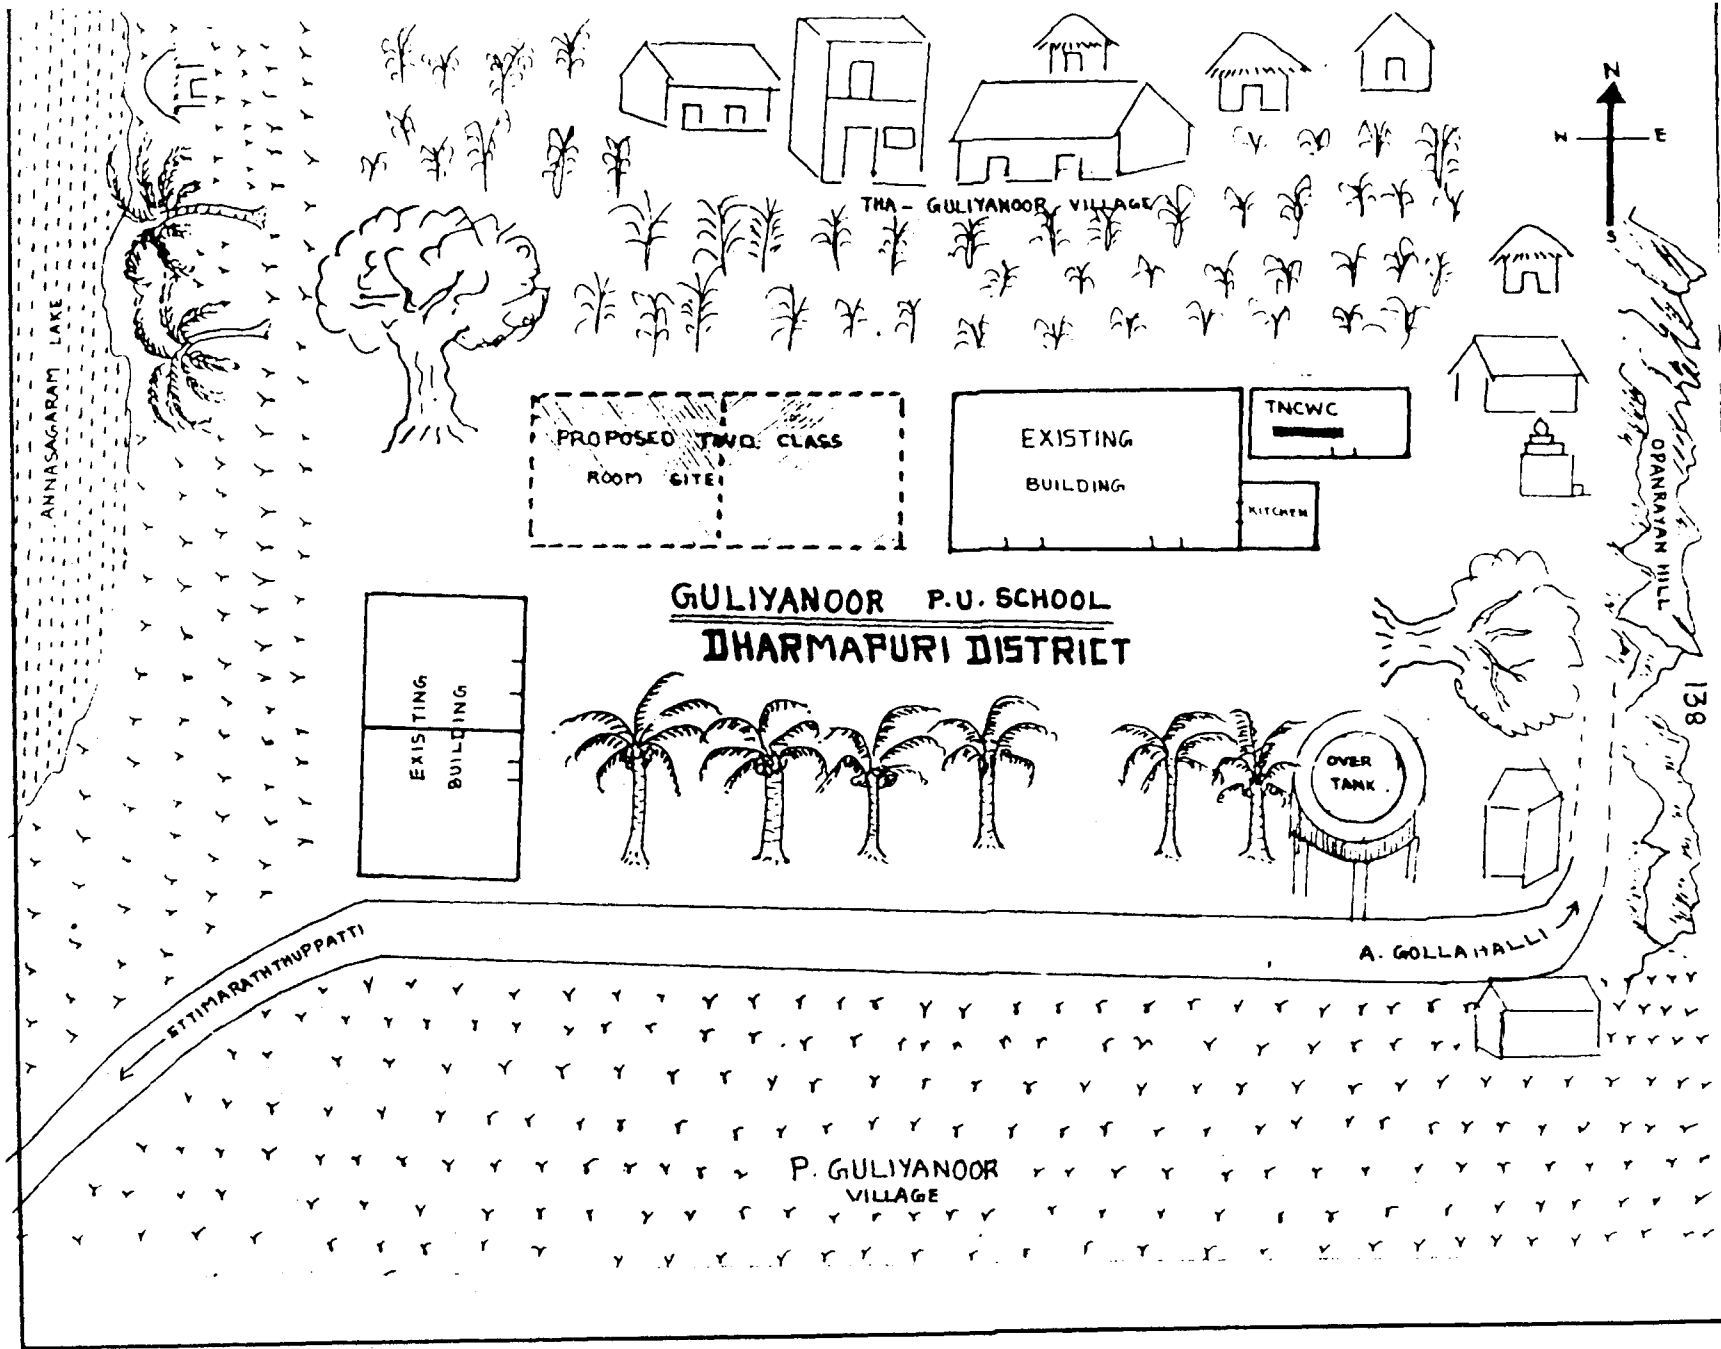 N
N E
S
THA - GULIYANOOR VILLAGE
ANNASAGARAM LAKE
OPANRAYAN HILL
PROPOSED TWO CLASS
ROOM SITE
EXISTING
BUILDING
TNCWC
KITCHEN
GULIYANOOR P.U. SCHOOL
DHARMAPURI DISTRICT
138
EXISTING
BUILDING
OVER
TANK
A. GOLLAHALLI
ETTIMARATHTHUPPATTI
P. GULIYANOOR
VILLAGE